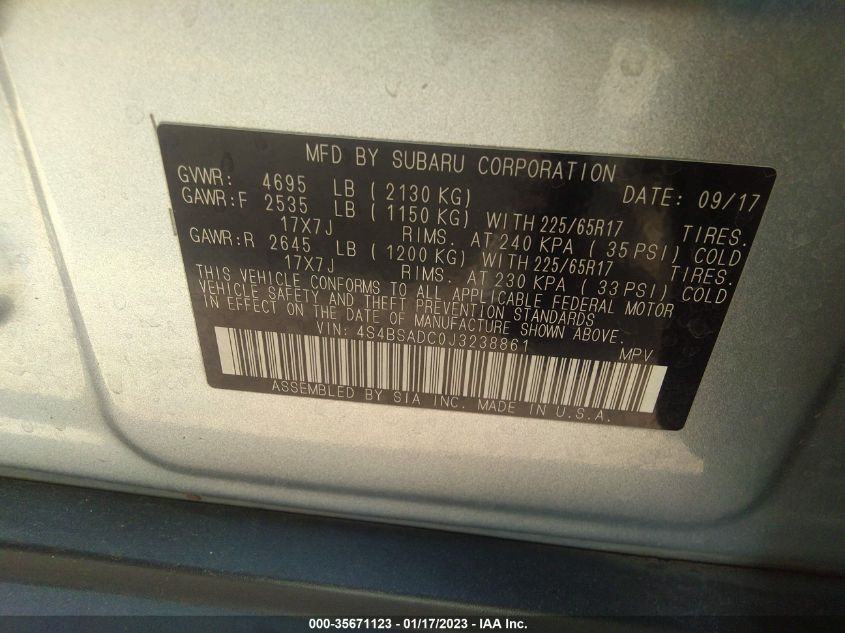 MFD BY SUBARU CORPORATION
GVWR: 4695 LB ( 2130 KG) DATE: 09/17
GAWR:F 2535 LB ( 1150 KG) WITH 225/65R17 TIRES.
17X7J RIMS. AT 240 KPA ( 35 PSI) COLD
GAWR:R 2645 LB ( 1200 KG) WITH 225/65R17 TIRES.
17X7J RIMS. AT 230 KPA ( 33 PSI) COLD
THIS VEHICLE CONFORMS TO ALL APPLICABLE FEDERAL MOTOR
VEHICLE SAFETY AND THEFT PREVENTION STANDARDS
IN EFFECT ON THE DATE OF MANUFACTURE SHOWN ABOVE.
VIN: 4S4BSADC0J3238861 MPV
ASSEMBLED BY SIA INC. MADE IN U.S.A.
000-35671123 - 01/17/2023 - IAA Inc.